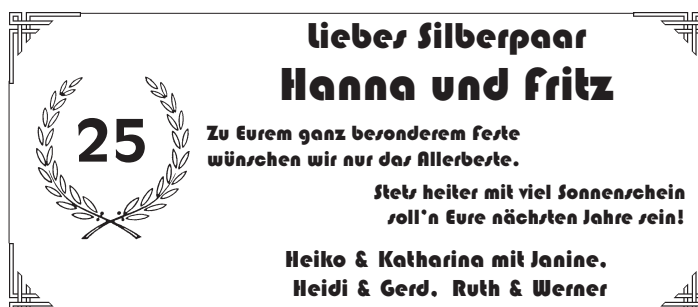 Liebes Silberpaar
Hanna und Fritz
25
Zu Eurem ganz besonderem Feste
wünschen wir nur das Allerbeste.
Stets heiter mit viel Sonnenschein
soll'n Eure nächsten Jahre sein!
Heiko & Katharina mit Janine,
Heidi & Gerd, Ruth & Werner